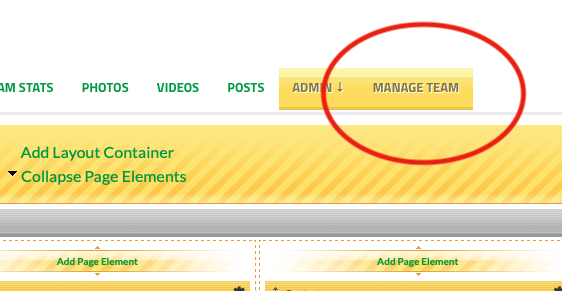 AM STATS PHOTOS VIDEOS POSTS ADMIN ↓ MANAGE TEAM
Add Layout Container
Collapse Page Elements
Add Page Element Add Page Element